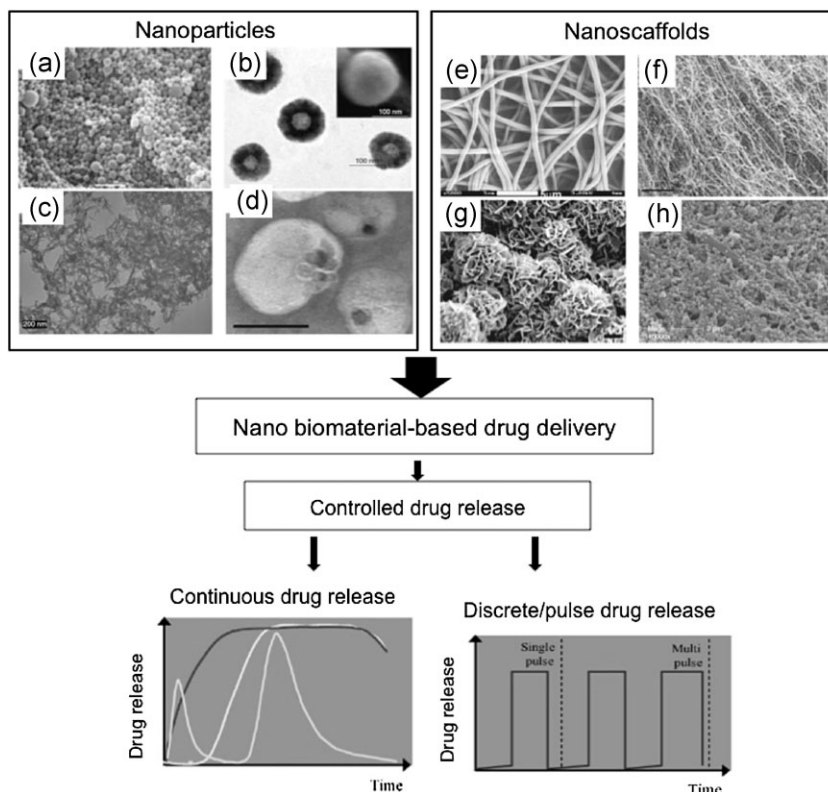 Nanoparticles
Nanoscaffolds
(a)
(b)
100 nm
100 nm
(c)
200 nm
(d)
(e)
(f)
(g)
(h)
Nano biomaterial-based drug delivery
Controlled drug release
Continuous drug release
Drug release
Time
Discrete/pulse drug release
Drug release
Single
pulse
Multi
pulse
Time